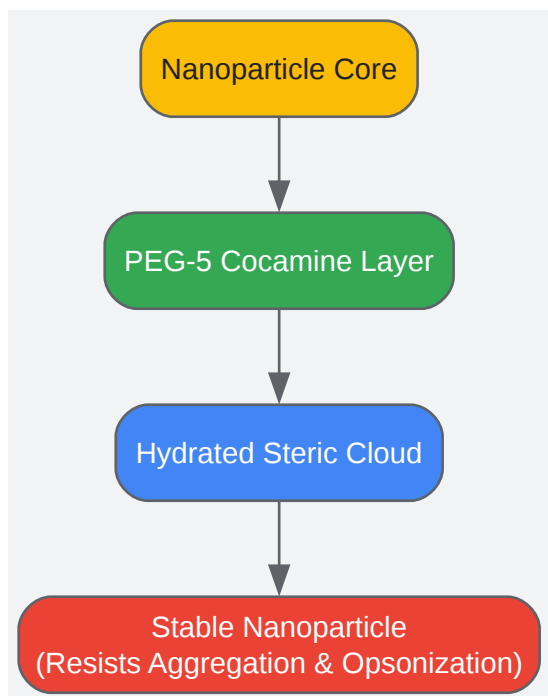 Nanoparticle Core
PEG-5 Cocamine Layer
Hydrated Steric Cloud
Stable Nanoparticle
(Resists Aggregation & Opsonization)